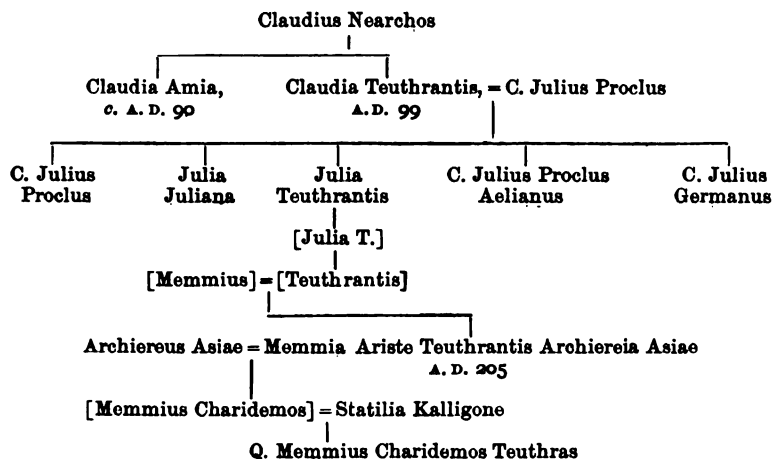 Claudius Nearchos
Claudia Amia, Claudia Teuthrantis, = C. Julius Proclus
C. A. D. 90 A. D. 99
C. Julius Julia Julia C. Julius Proclus C. Julius
Proclus Juliana Teuthrantis Aelianus Germanus
[Julia T.]
[Memmius] = [Teuthrantis]
Archiereus Asiae = Memmia Ariste Teuthrantis Archiereia Asiae
A. D. 205
[Memmius Charidemos] = Statilia Kalligone
Q. Memmius Charidemos Teuthras